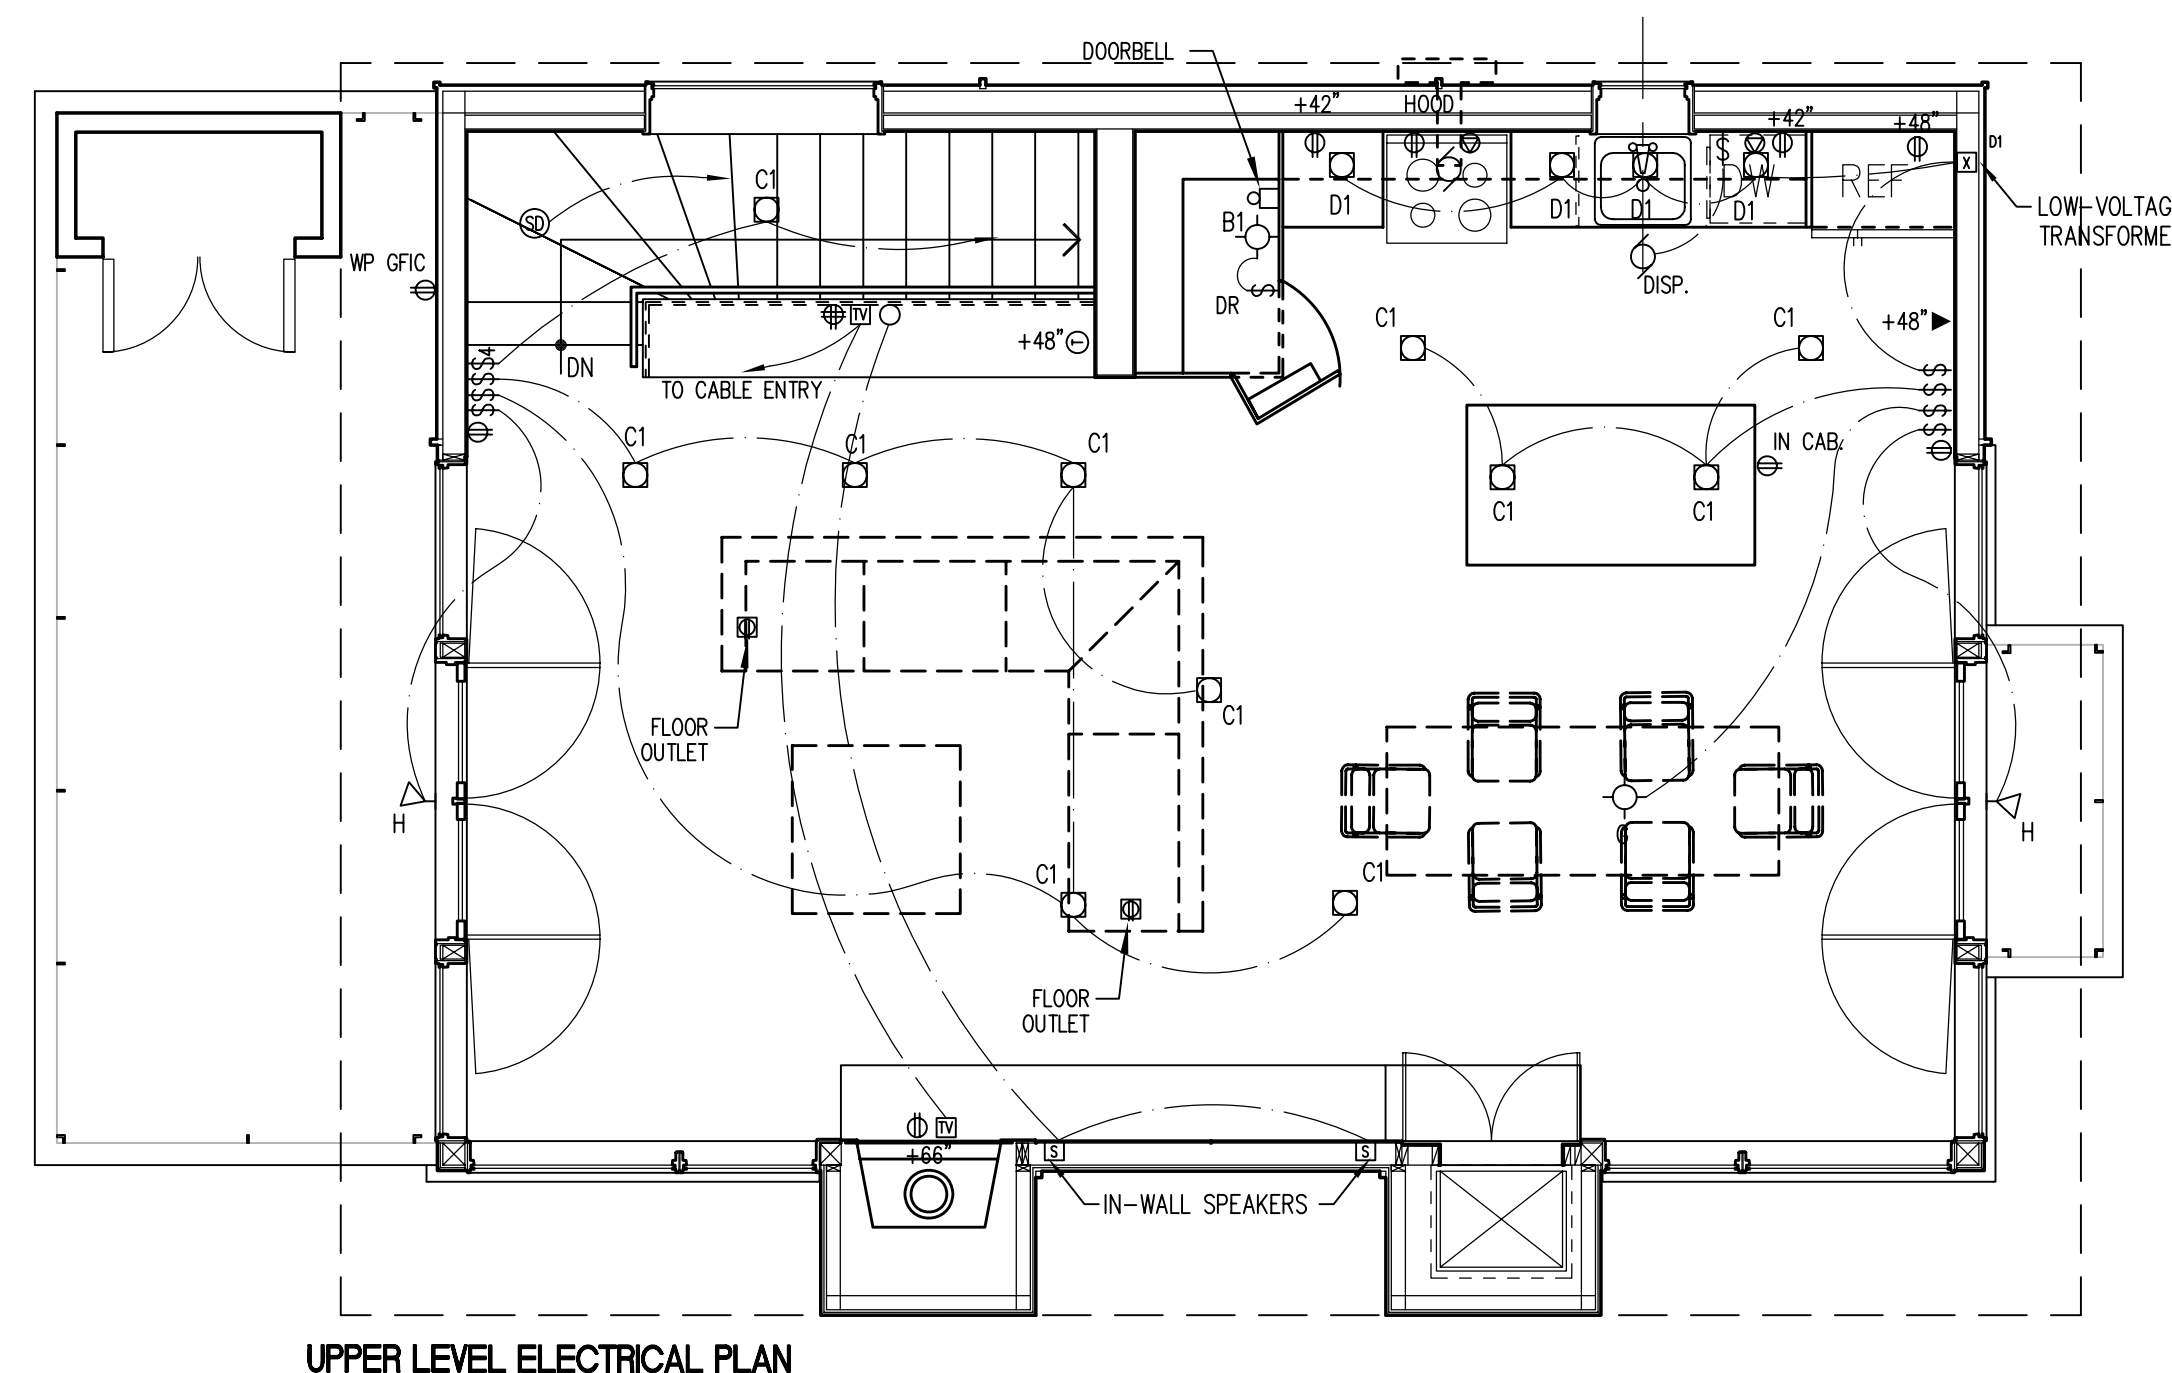 DOORBELL
+42"
HOOD
+42"
+48"
D1
S
X
C1
DW
REF
SD
D1
D1
D1
D1
LOW-VOLTAG
TRANSFORME
B1
WP GFIC
DISP.
S
DR
TV
C1
C1
+48"
+48"
T
SSSS4
DN
TO CABLE ENTRY
S
S
S
S
C1
C1
C1
IN CAB.
C1
C1
C1
FLOOR
OUTLET
H
H
C1
C1
FLOOR
OUTLET
TV
+66"
S
S
IN-WALL SPEAKERS
UPPER LEVEL ELECTRICAL PLAN